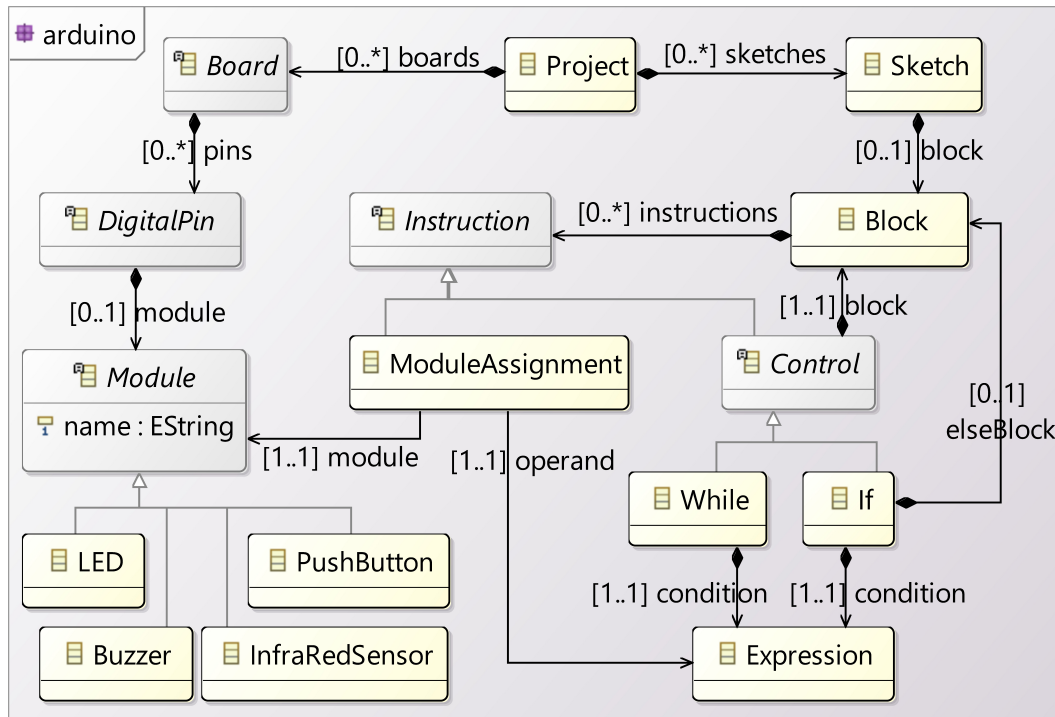 arduino
Board
[0..*] boards
Project
[0..*] sketches
Sketch
[0..*] pins
[0..1] block
DigitalPin
Instruction
[0..*] instructions
Block
[0..1] module
[1..1] block
Module
name : EString
ModuleAssignment
Control
[0..1]
elseBlock
[1..1] module
[1..1] operand
While
If
LED
PushButton
[1..1] condition
[1..1] condition
Buzzer
InfraRedSensor
Expression